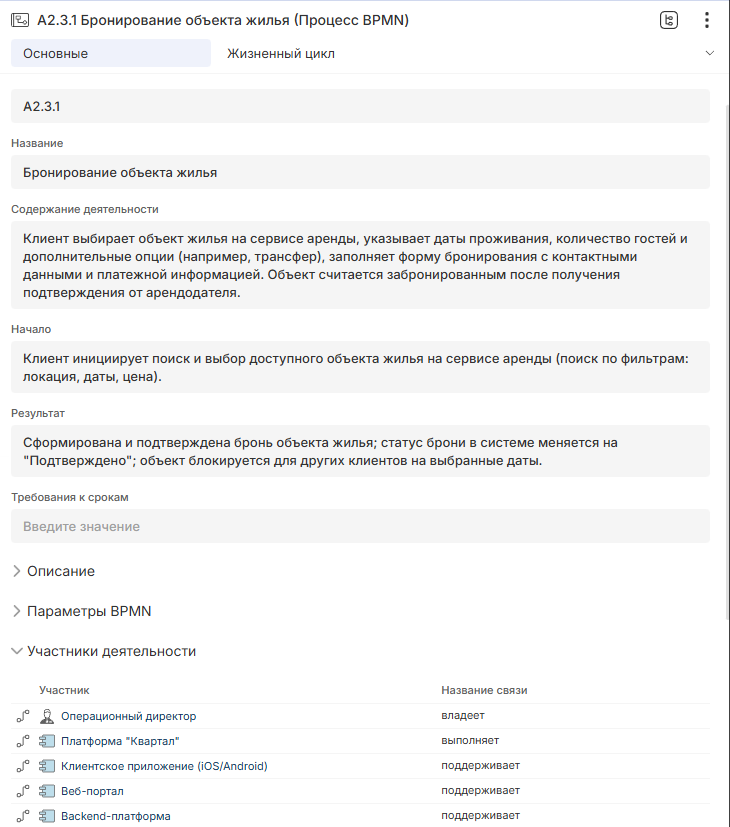 A2.3.1 Бронирование объекта жилья (Процесс BPMN)
Основные
Жизненный цикл
A2.3.1
Название
Бронирование объекта жилья
Содержание деятельности
Клиент выбирает объект жилья на сервисе аренды, указывает даты проживания, количество гостей и
дополнительные опции (например, трансфер), заполняет форму бронирования с контактными
данными и платежной информацией. Объект считается забронированным после получения
подтверждения от арендодателя.
Начало
Клиент инициирует поиск и выбор доступного объекта жилья на сервисе аренды (поиск по фильтрам:
локация, даты, цена).
Результат
Сформирована и подтверждена бронь объекта жилья; статус брони в системе меняется на
"Подтверждено"; объект блокируется для других клиентов на выбранные даты.
Требования к срокам
Введите значение
Описание
Параметры BPMN
Участники деятельности
Участник Название связи
Операционный директор владеет
Платформа "Квартал" выполняет
Клиентское приложение (iOS/Android) поддерживает
Веб-портал поддерживает
Backend-платформа поддерживает